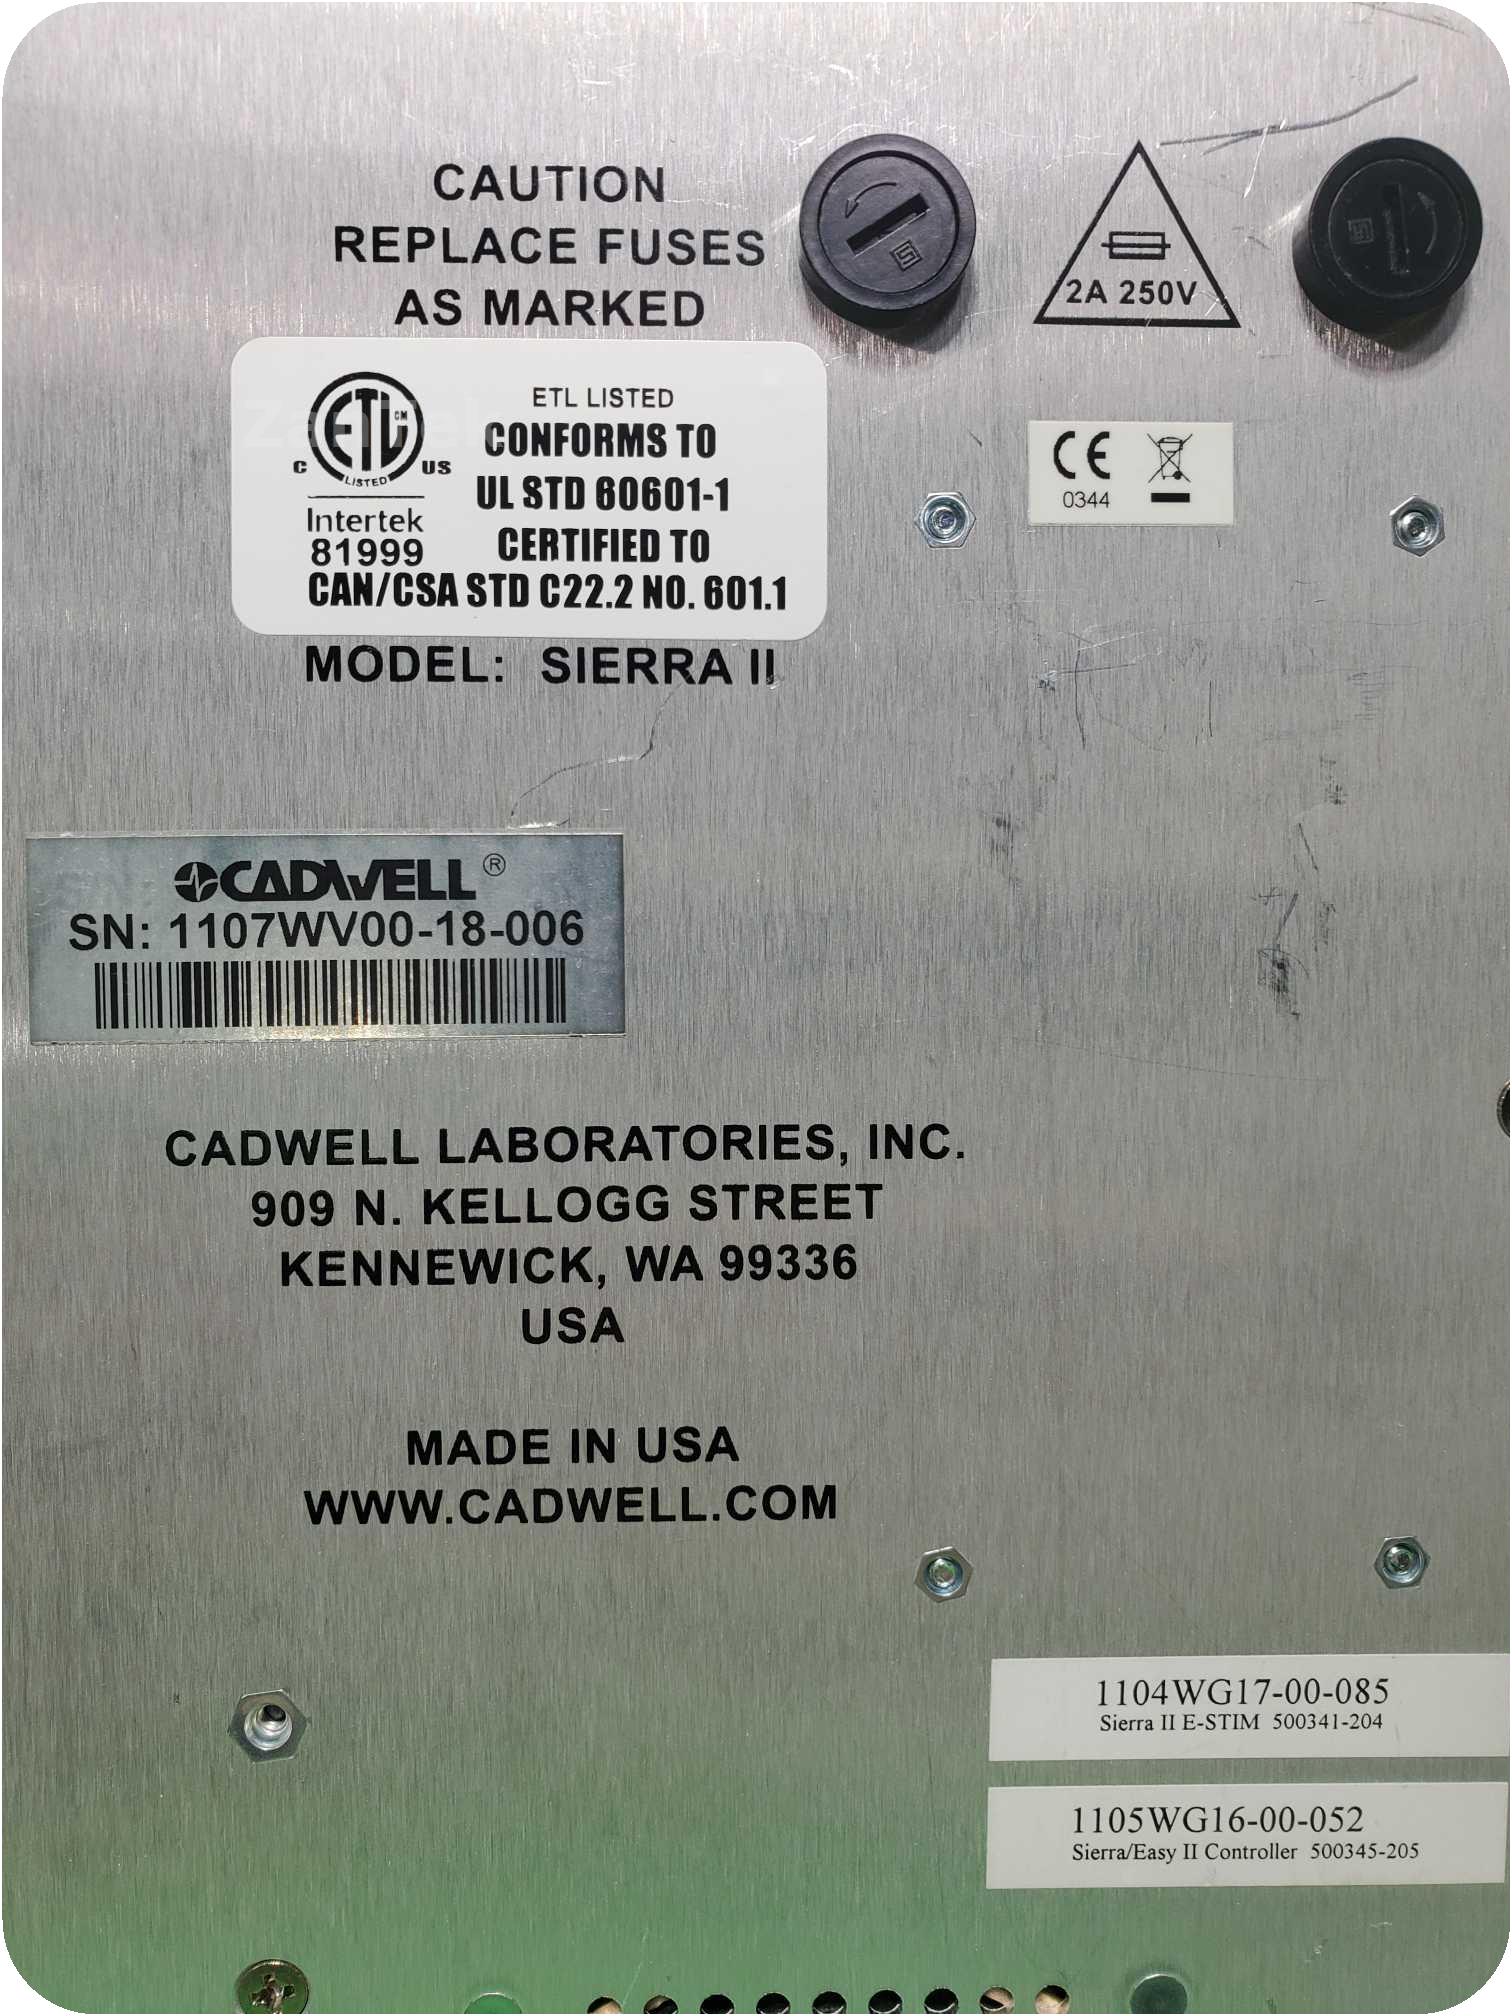 CAUTION
REPLACE FUSES
AS MARKED
2A 250V
ETL CM
C US
LISTED
Intertek
81999
ETL LISTED
CONFORMS TO
UL STD 60601-1
CERTIFIED TO
CAN/CSA STD C22.2 NO. 601.1
CE
0344
MODEL: SIERRA II
CADWELL®
SN: 1107WV00-18-006
CADWELL LABORATORIES, INC.
909 N. KELLOGG STREET
KENNEWICK, WA 99336
USA
MADE IN USA
WWW.CADWELL.COM
1104WG17-00-085
Sierra II E-STIM 500341-204
1105WG16-00-052
Sierra/Easy II Controller 500345-205